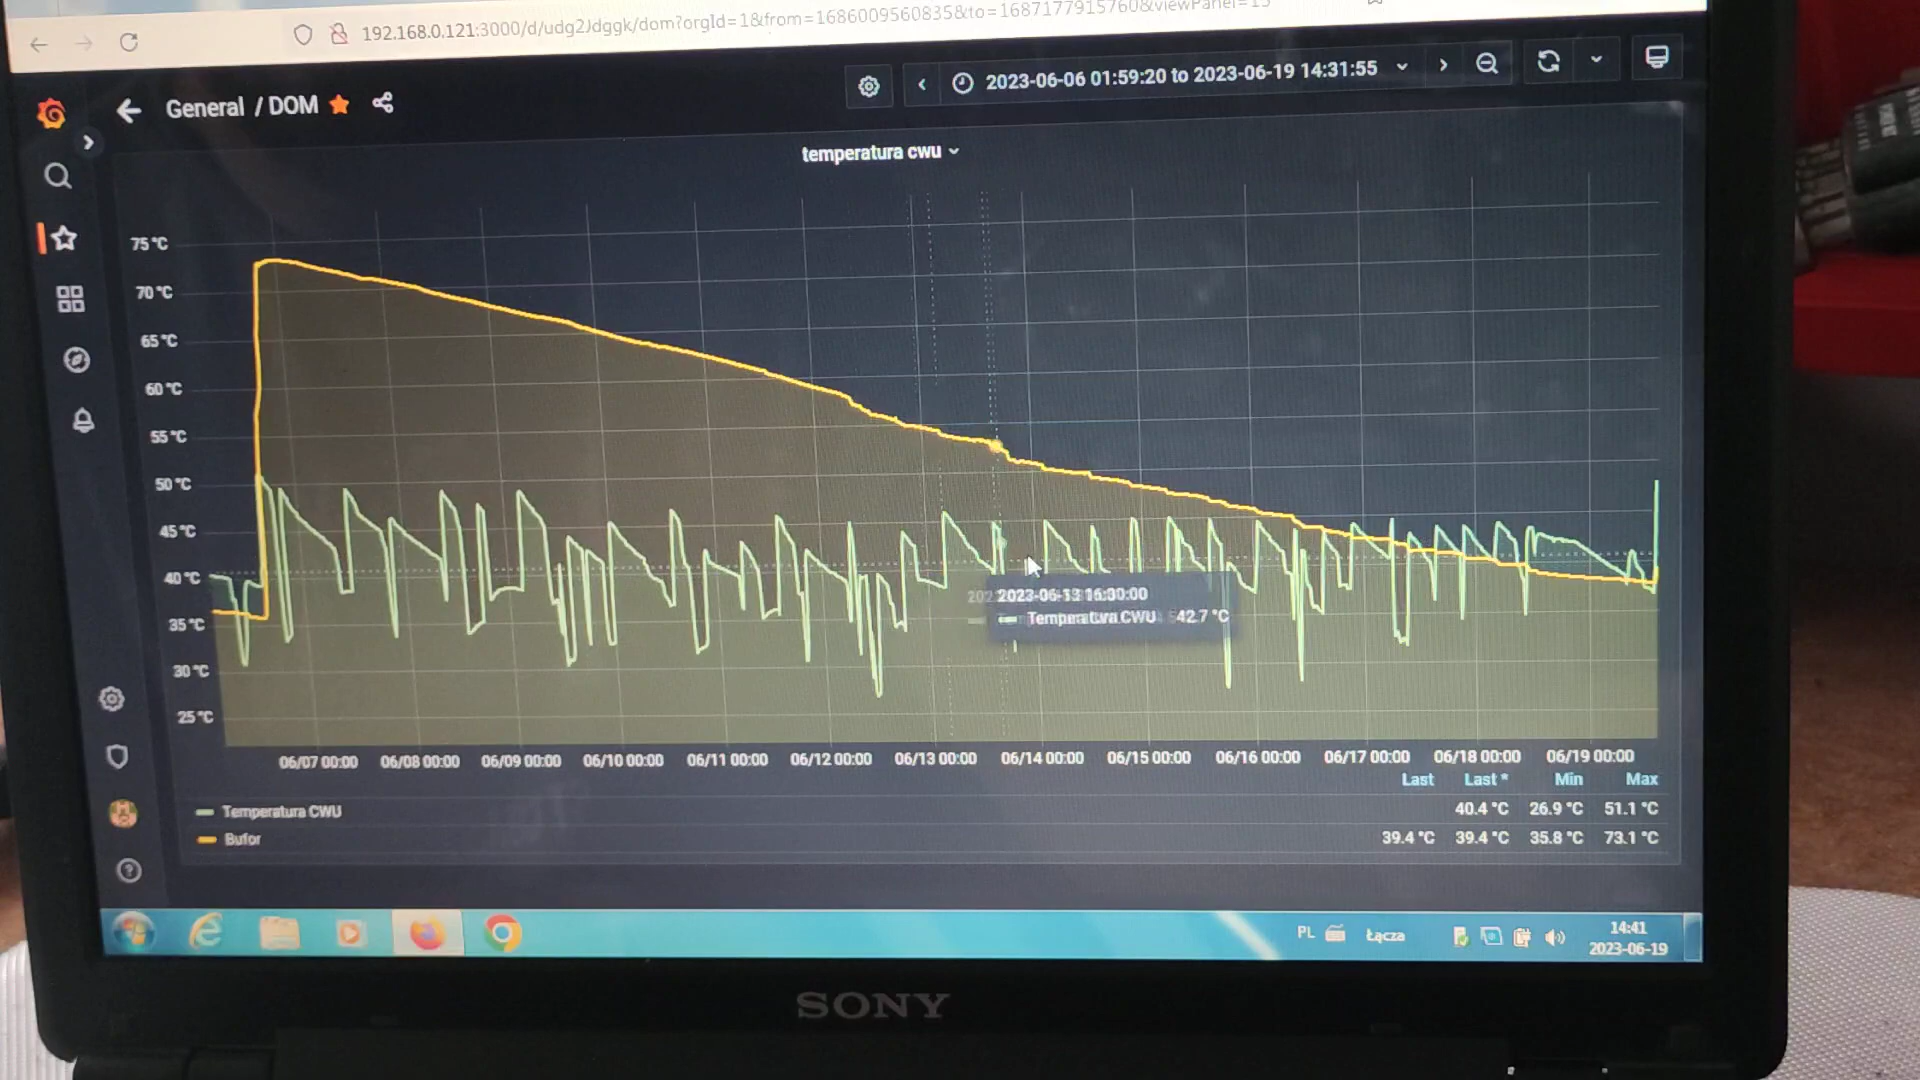 192.168.0.121:3000/d/udg2Jdggk/dom?orgId=1&from=1686009560835&to=1687177915760&viewPanel=15
General / DOM
2023-06-06 01:59:20 to 2023-06-19 14:31:55
temperatura cwu
75 °C
70 °C
65 °C
60 °C
55 °C
50 °C
45 °C
40 °C
35 °C
30 °C
25 °C
2023-06-13 16:30:00
Temperatura CWU 42.7 °C
06/07 00:00 06/08 00:00 06/09 00:00 06/10 00:00 06/11 00:00 06/12 00:00 06/13 00:00 06/14 00:00 06/15 00:00 06/16 00:00 06/17 00:00 06/18 00:00 06/19 00:00
Last Last * Min Max
Temperatura CWU 40.4 °C 26.9 °C 51.1 °C
Bufor 39.4 °C 39.4 °C 35.8 °C 73.1 °C
PL Łącza 14:41
2023-06-19
SONY